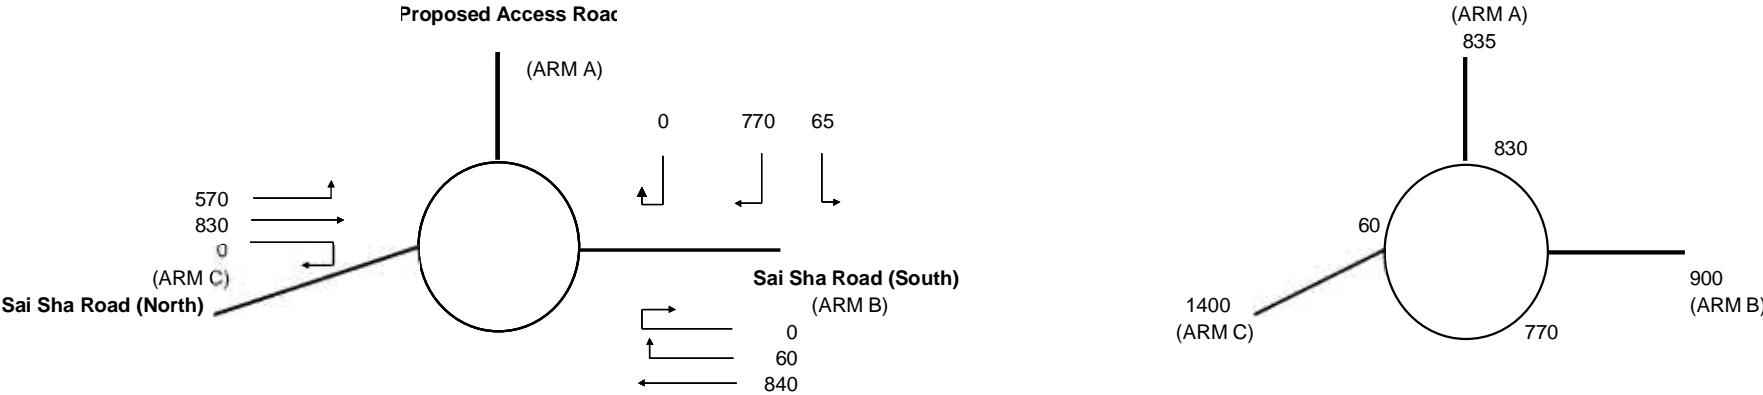 Proposed Access Road
(ARM A)
0 770 65
570
830
0
(ARM C)
Sai Sha Road (North)
Sai Sha Road (South)
(ARM B)
0
60
840
(ARM A)
835
830
60
1400
(ARM C)
900
(ARM B)
770